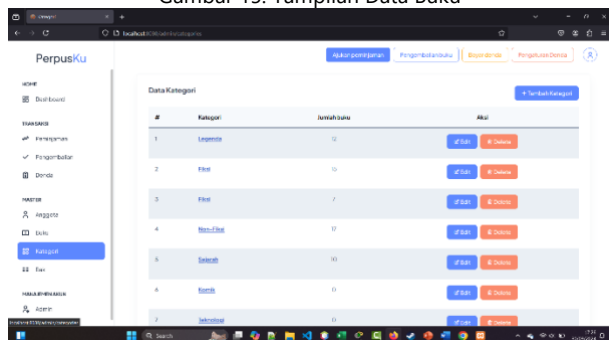 Gambar 15. Tampilan Data Buku
PerpusKu
Ajukan peminjaman
Pengembalian buku
Bayar denda
Pengaturan Denda
HOME
Dashboard
TRANSAKSI
Peminjaman
Pengembalian
Denda
MASTER
Anggota
Buku
Kategori
Rak
Admin
Data Kategori
+ Tambah Kategori
# Kategori Jumlah buku Aksi
1 Legenda 12 Edit Delete
2 Fiksi 15 Edit Delete
3 Fiksi 7 Edit Delete
4 Non-Fiksi 17 Edit Delete
5 Sejarah 10 Edit Delete
6 Komik 0 Edit Delete
7 Teknologi 0 Edit Delete
Search